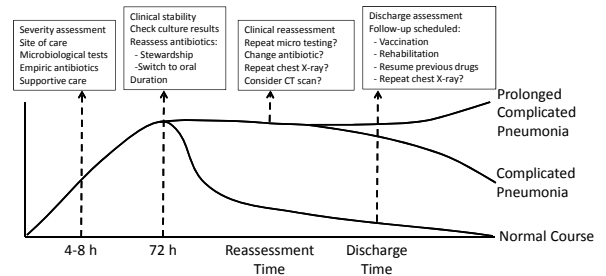 Severity assessment
Site of care
Microbiological tests
Empiric antibiotics
Supportive care
Clinical stability
Check culture results
Reassess antibiotics:
- Stewardship
-Switch to oral
Duration
Clinical reassessment
Repeat micro testing?
Change antibiotic?
Repeat chest X-ray?
Consider CT scan?
Discharge assessment
Follow-up scheduled:
- Vaccination
- Rehabilitation
- Resume previous drugs
- Repeat chest X-ray?
Prolonged
Complicated
Pneumonia
Complicated
Pneumonia
Normal Course
4-8 h
72 h
Reassessment
Time
Discharge
Time